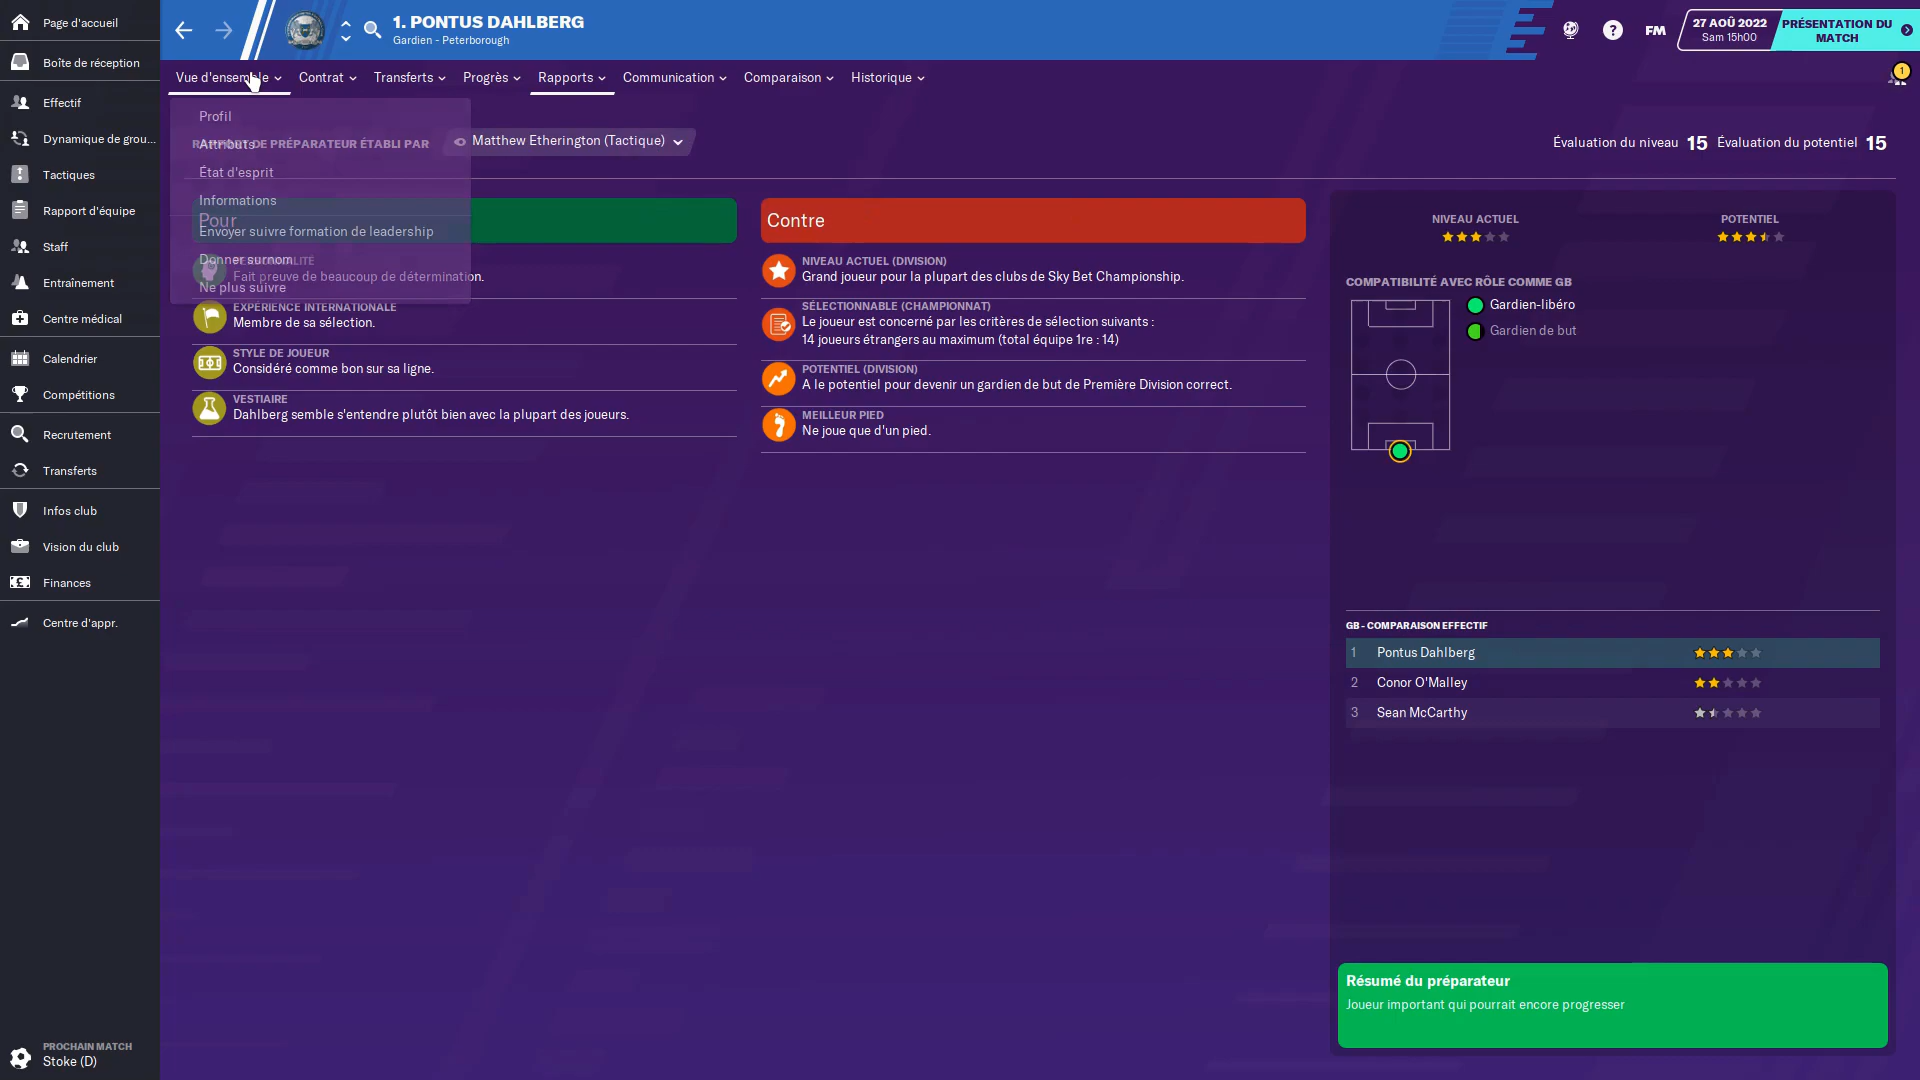 Page d'accueil
Boîte de réception
Effectif
Dynamique de grou...
Tactiques
Rapport d'équipe
Staff
Entraînement
Centre médical
Calendrier
Compétitions
Recrutement
Transferts
Infos club
Vision du club
Finances
Centre d'appr.
PROCHAIN MATCH
Stoke (D)
1. PONTUS DAHLBERG
Gardien - Peterborough
FM
27 AOÛ 2022
Sam 15h00
PRÉSENTATION DU
MATCH
Vue d'ensemble
Contrat
Transferts
Progrès
Rapports
Communication
Comparaison
Historique
1
Profil
Attributs
État d'esprit
Informations
Envoyer suivre formation de leadership
Donner surnom
Ne plus suivre
RAPPORT DE PRÉPARATEUR ÉTABLI PAR
Matthew Etherington (Tactique)
Évaluation du niveau 15
Évaluation du potentiel 15
Pour
Fait preuve de beaucoup de détermination.
EXPÉRIENCE INTERNATIONALE
Membre de sa sélection.
STYLE DE JOUEUR
Considéré comme bon sur sa ligne.
VESTIAIRE
Dahlberg semble s'entendre plutôt bien avec la plupart des joueurs.
Contre
NIVEAU ACTUEL (DIVISION)
Grand joueur pour la plupart des clubs de Sky Bet Championship.
SÉLECTIONNABLE (CHAMPIONNAT)
Le joueur est concerné par les critères de sélection suivants :
14 joueurs étrangers au maximum (total équipe 1re : 14)
POTENTIEL (DIVISION)
A le potentiel pour devenir un gardien de but de Première Division correct.
MEILLEUR PIED
Ne joue que d'un pied.
NIVEAU ACTUEL
POTENTIEL
COMPATIBILITÉ AVEC RÔLE COMME GB
Gardien-libéro
Gardien de but
GB - COMPARAISON EFFECTIF
1 Pontus Dahlberg
2 Conor O'Malley
3 Sean McCarthy
Résumé du préparateur
Joueur important qui pourrait encore progresser